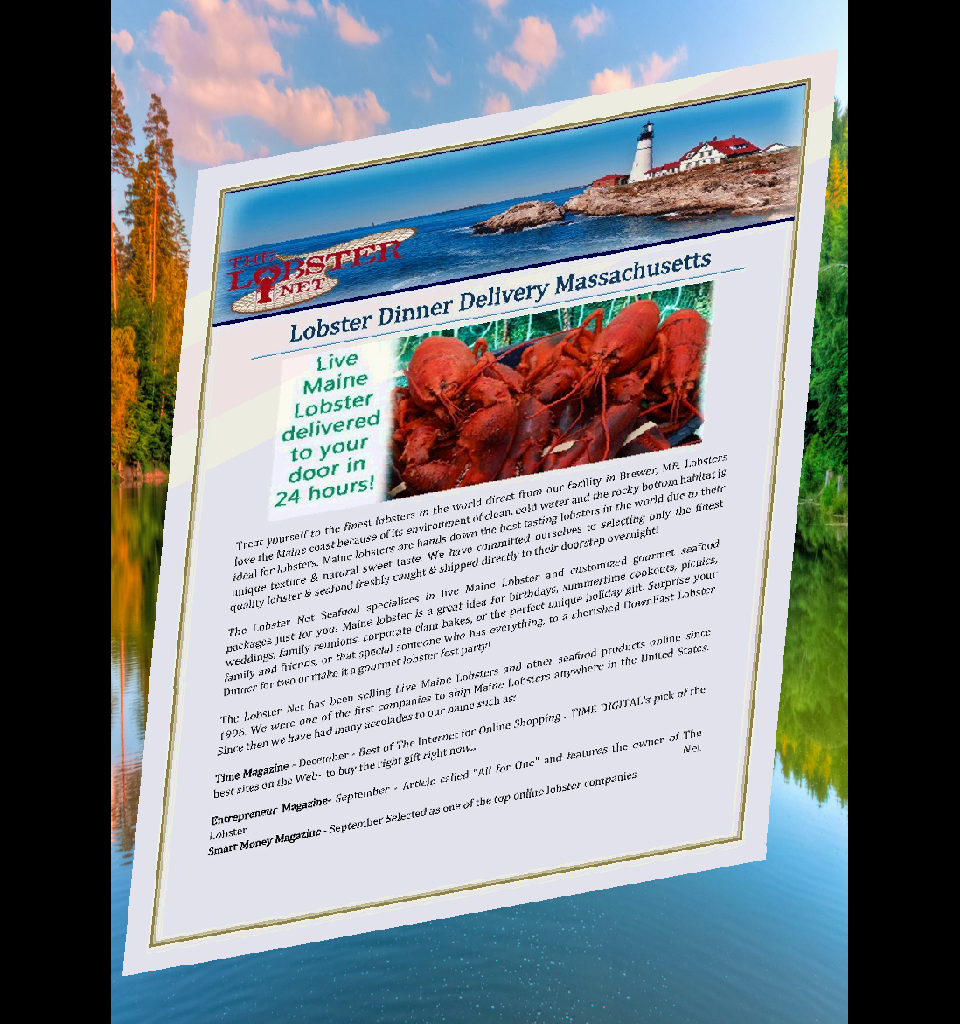 THE
LOBSTER
NET
Lobster Dinner Delivery Massachusetts
Live
Maine
Lobster
delivered
to your
door in
24 hours!
Treat yourself to the finest lobsters in the world direct from our facility in Brewer, ME. Lobsters
love the Maine coast because of its environment of clean, cold water and the rocky bottom habitat is
ideal for lobsters. Maine lobsters are hands down the best tasting lobsters in the world due to their
unique texture & natural sweet taste. We have committed ourselves to selecting only the finest
quality lobster & seafood freshly caught & shipped directly to their doorstep overnight!
The Lobster Net Seafood specializes in live Maine Lobster and customized gourmet seafood
packages just for you! Maine lobster is a great idea for birthdays, summertime cookouts, picnics,
weddings, family reunions, corporate clam bakes, or the perfect unique holiday gift. Surprise your
family and friends, or that special someone who has everything, to a cherished DownEast Lobster
Dinner for two or make it a gourmet lobster fest party!
The Lobster Net has been selling Live Maine Lobsters and other seafood products online since
1996. We were one of the first companies to ship Maine Lobsters anywhere in the United States.
Since then we have had many accolades to our name such as:
Time Magazine - December - Best of The Internet for Online Shopping . TIME DIGITAL's pick of the
best sites on the Web- to buy the right gift right now...
Entrepreneur Magazine- September - Article called "All for One" and features the owner of The
Lobster Net
Smart Money Magazine - September Selected as one of the top online lobster companies